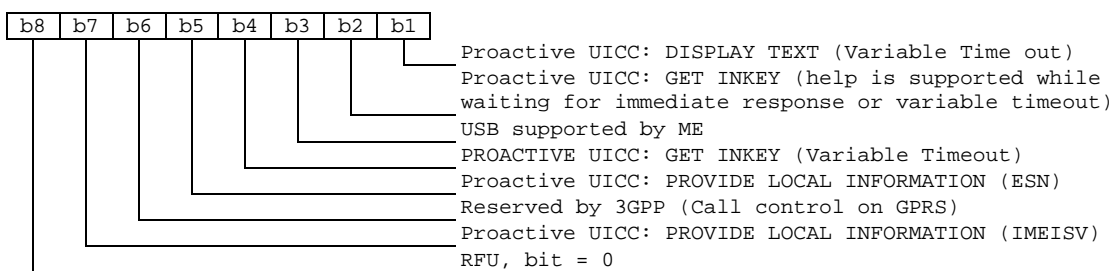 b8 b7 b6 b5 b4 b3 b2 b1
Proactive UICC: DISPLAY TEXT (Variable Time out)
Proactive UICC: GET INKEY (help is supported while
waiting for immediate response or variable timeout)
USB supported by ME
PROACTIVE UICC: GET INKEY (Variable Timeout)
Proactive UICC: PROVIDE LOCAL INFORMATION (ESN)
Reserved by 3GPP (Call control on GPRS)
Proactive UICC: PROVIDE LOCAL INFORMATION (IMEISV)
RFU, bit = 0